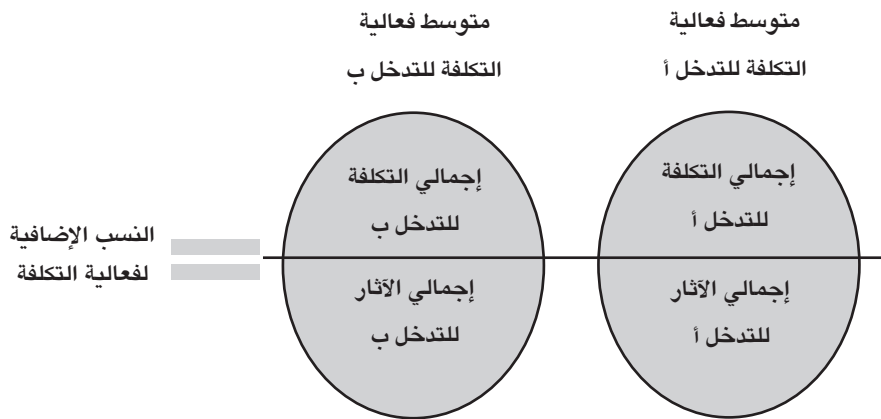 متوسط فعالية
التكلفة للتدخل أ
متوسط فعالية
التكلفة للتدخل ب
إجمالي التكلفة
للتدخل أ
إجمالي التكلفة
للتدخل ب
إجمالي الآثار
للتدخل أ
إجمالي الآثار
للتدخل ب
النسب الإضافية
لفعالية التكلفة